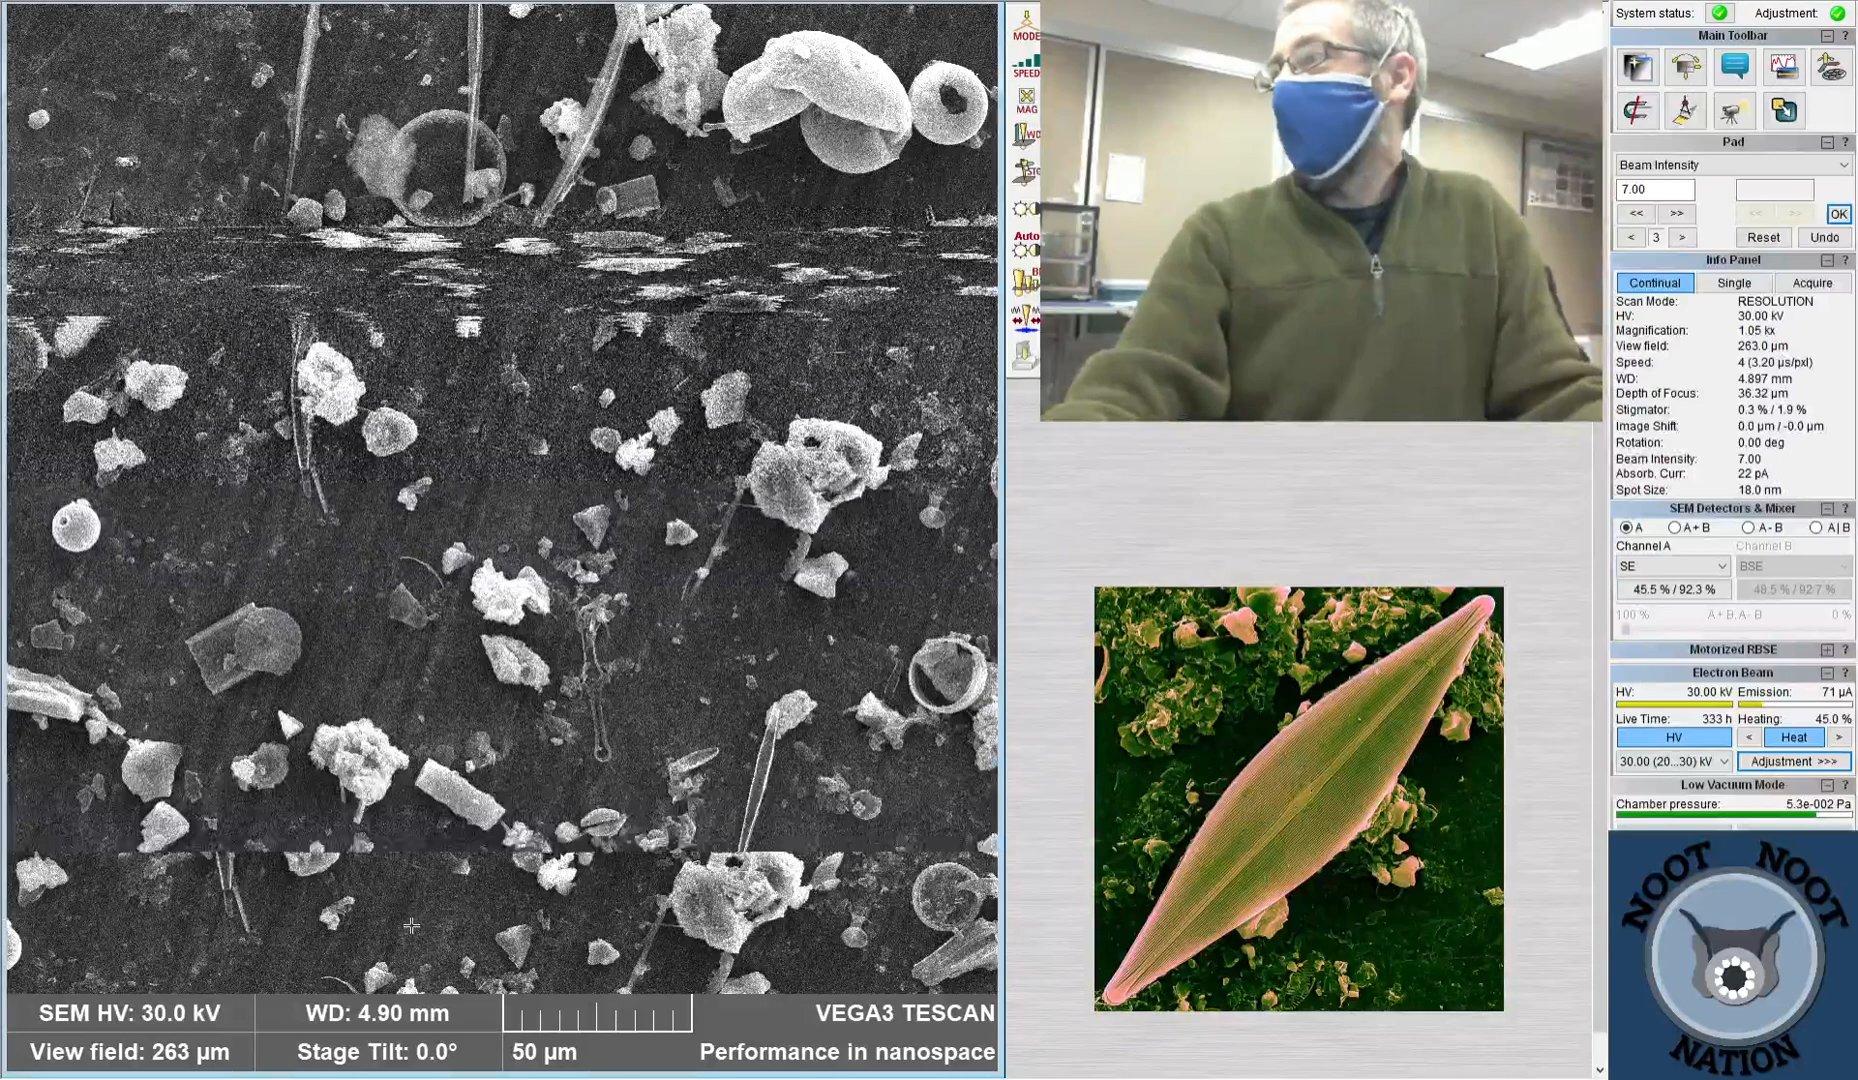 System status: Adjustment:
Main Toolbar
MODE
SPEED
MAG
WD
Auto
Pad
Beam Intensity
7.00
<< >> << >> OK
< 3 > Reset Undo
Info Panel
Continual Single Acquire
Scan Mode: RESOLUTION
HV: 30.00 kV
Magnification: 1.05 kx
View field: 263.0 µm
Speed: 4 (3.20 µs/pxl)
WD: 4.897 mm
Depth of Focus: 36.32 µm
Stigmator: 0.3 % / 1.9 %
Image Shift: 0.0 µm / -0.0 µm
Rotation: 0.00 deg
Beam Intensity: 7.00
Absorb. Curr: 22 pA
Spot Size: 18.0 nm
SEM Detectors & Mixer
A A + B A - B A | B
Channel A Channel B
SE BSE
45.5 % / 92.3 % 49.5 % / 92.7 %
100 % A + B, A - B 0 %
Motorized RBSE
Electron Beam
HV: 30.00 kV Emission: 71 µA
Live Time: 333 h Heating: 45.0 %
HV < Heat >
30.00 (20...30) kV Adjustment >>>
Low Vacuum Mode
Chamber pressure: 5.3e-002 Pa
NOOT NOOT
NATION
SEM HV: 30.0 kV WD: 4.90 mm VEGA3 TESCAN
View field: 263 µm Stage Tilt: 0.0° 50 µm Performance in nanospace